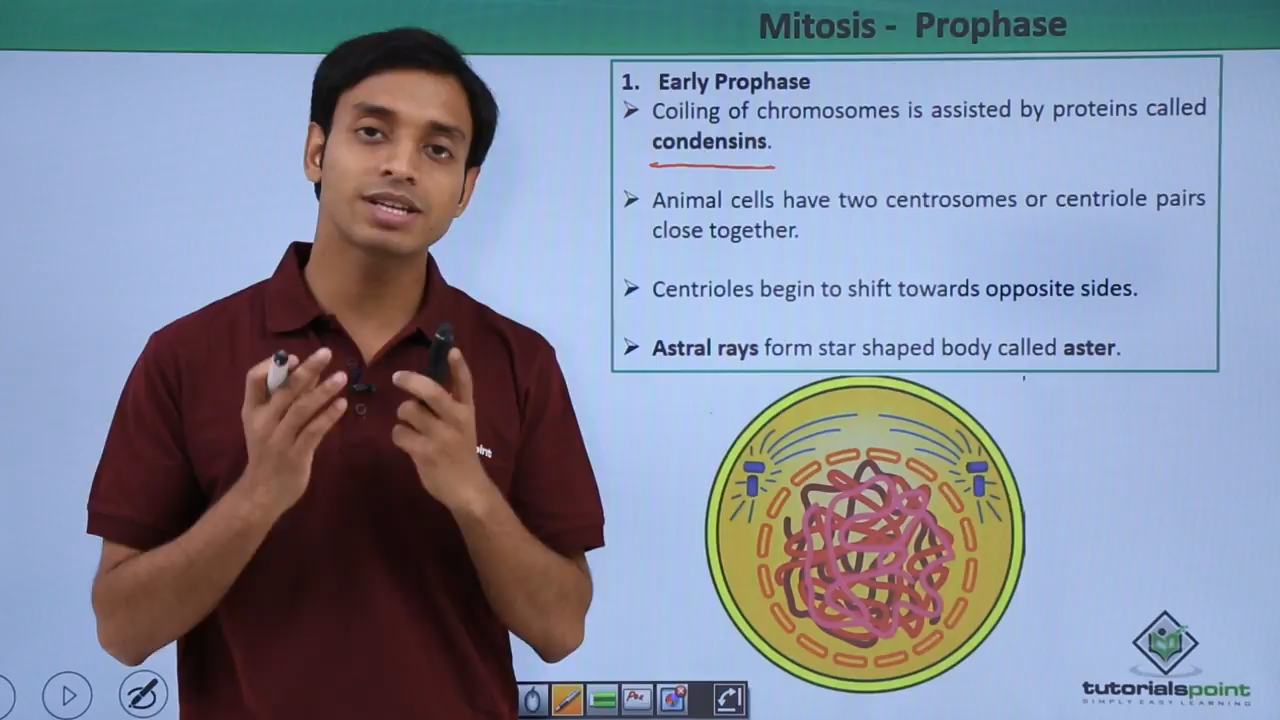 Mitosis - Prophase
1. Early Prophase
➤ Coiling of chromosomes is assisted by proteins called
condensins.
➤ Animal cells have two centrosomes or centriole pairs
close together.
➤ Centrioles begin to shift towards opposite sides.
➤ Astral rays form star shaped body called aster.
oint
Pen
tutorialspoint
SIMPLY EASY LEARNING